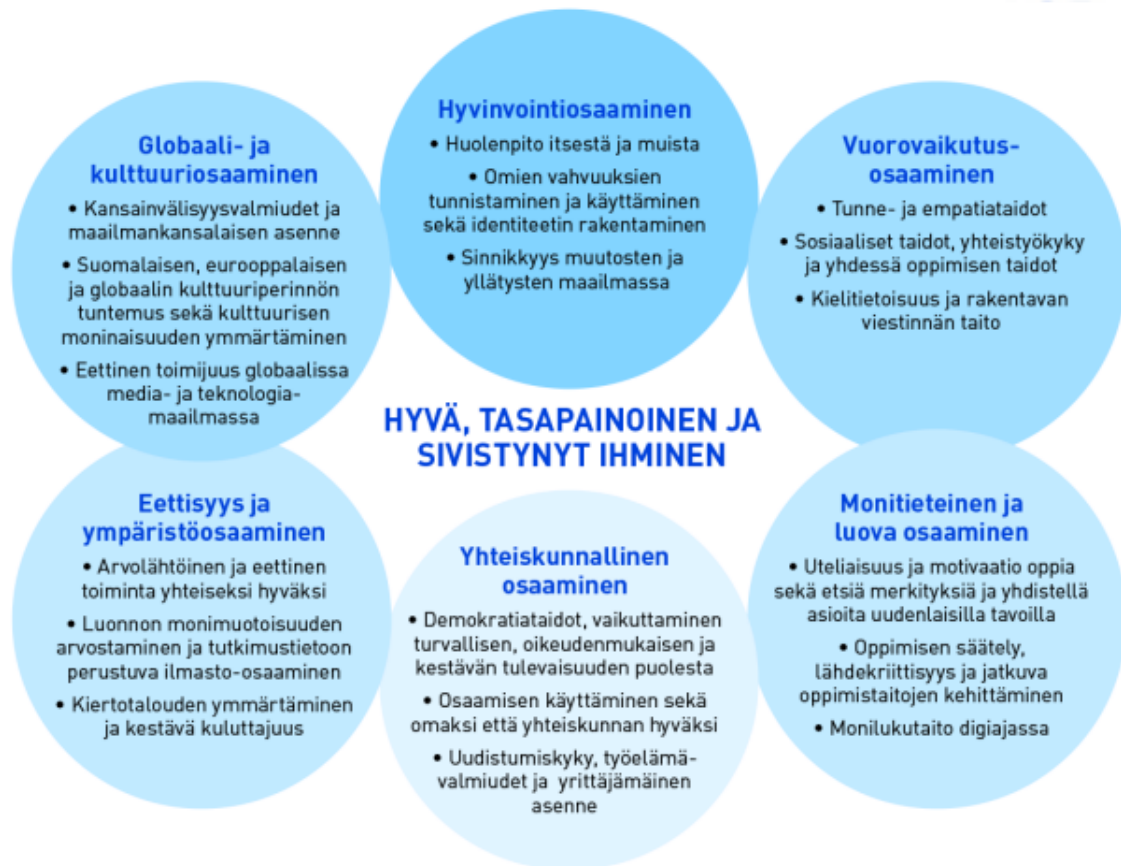 Hyvinvointiosaaminen
• Huolenpito itsestä ja muista
• Omien vahvuuksien
tunnistaminen ja käyttäminen
sekä identiteetin rakentaminen
• Sinnikkyys muutosten ja
yllätysten maailmassa
Globaali- ja
kulttuuriosaaminen
• Kansainvälisyysvalmiudet ja
maailmankansalaisen asenne
• Suomalaisen, eurooppalaisen
ja globaalin kulttuuriperinnön
tuntemus sekä kulttuurisen
moninaisuuden ymmärtäminen
• Eettinen toimijuus globaalissa
media- ja teknologia-
maailmassa
Vuorovaikutus-
osaaminen
• Tunne- ja empatiataidot
• Sosiaaliset taidot, yhteistyökyky
ja yhdessä oppimisen taidot
• Kielitietoisuus ja rakentavan
viestinnän taito
HYVÄ, TASAPAINOINEN JA
SIVISTYNYT IHMINEN
Eettisyys ja
ympäristöosaaminen
• Arvolähtöinen ja eettinen
toiminta yhteiseksi hyväksi
• Luonnon monimuotoisuuden
arvostaminen ja tutkimustietoon
perustuva ilmasto-osaaminen
• Kiertotalouden ymmärtäminen
ja kestävä kuluttajuus
Yhteiskunnallinen
osaaminen
• Demokratiataidot, vaikuttaminen
turvallisen, oikeudenmukaisen ja
kestävän tulevaisuuden puolesta
• Osaamisen käyttäminen sekä
omaksi että yhteiskunnan hyväksi
• Uudistumiskyky, työelämä-
valmiudet ja yrittäjämäinen
asenne
Monitieteinen ja
luova osaaminen
• Uteliaisuus ja motivaatio oppia
sekä etsiä merkityksiä ja yhdistellä
asioita uudenlaisilla tavoilla
• Oppimisen säätely,
lähdekriittisyys ja jatkuva
oppimistaitojen kehittäminen
• Monilukutaito digiajassa